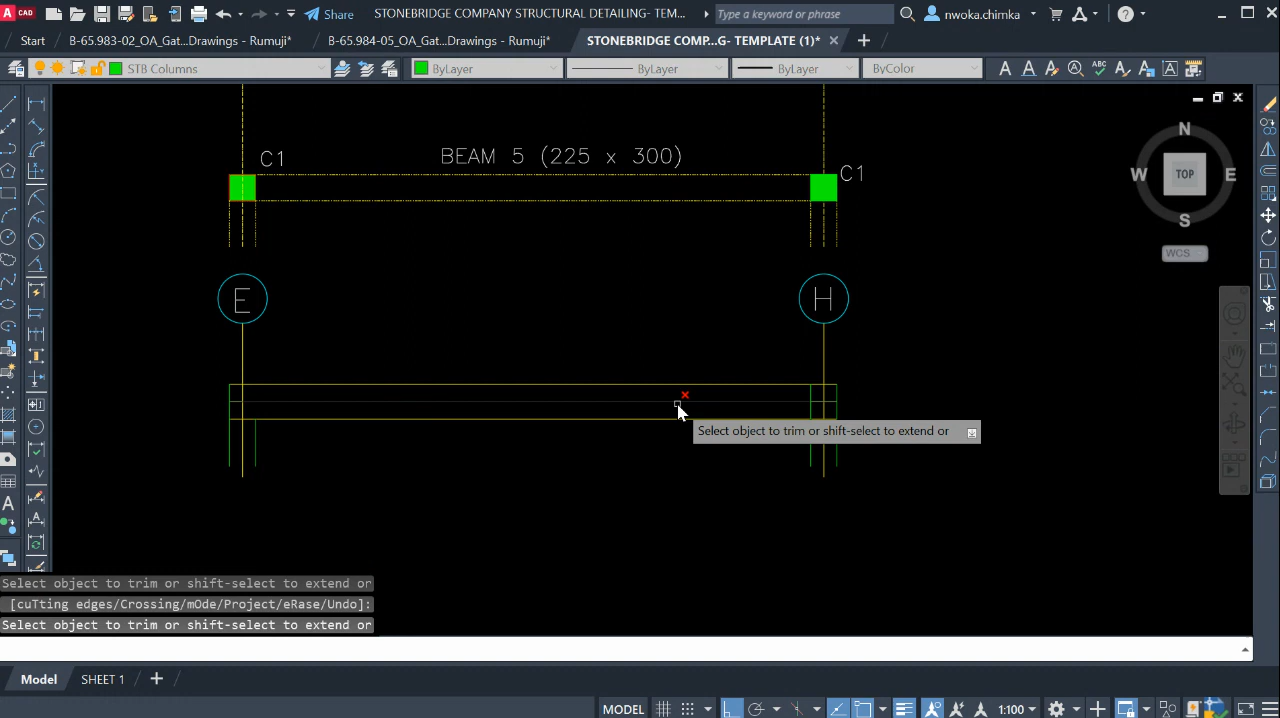 CAD Share STONEBRIDGE COMPANY STRUCTURAL DETAILING- TEM... Type a keyword or phrase nwoka.chimka
Start B-65.983-02_OA_Gat...Drawings - Rumuji* B-65.984-05_OA_Gat...Drawings - Rumuji* STONEBRIDGE COMP...G- TEMPLATE (1)*
STB Columns ByLayer ByLayer ByLayer ByColor
N
W TOP E
S
WCS
C1 BEAM 5 (225 x 300) C1
E H
Select object to trim or shift-select to extend or
Select object to trim or shift-select to extend or
[cuTting edges/Crossing/mOde/Project/eRase/Undo]:
Select object to trim or shift-select to extend or
Model SHEET 1
MODEL 1:100